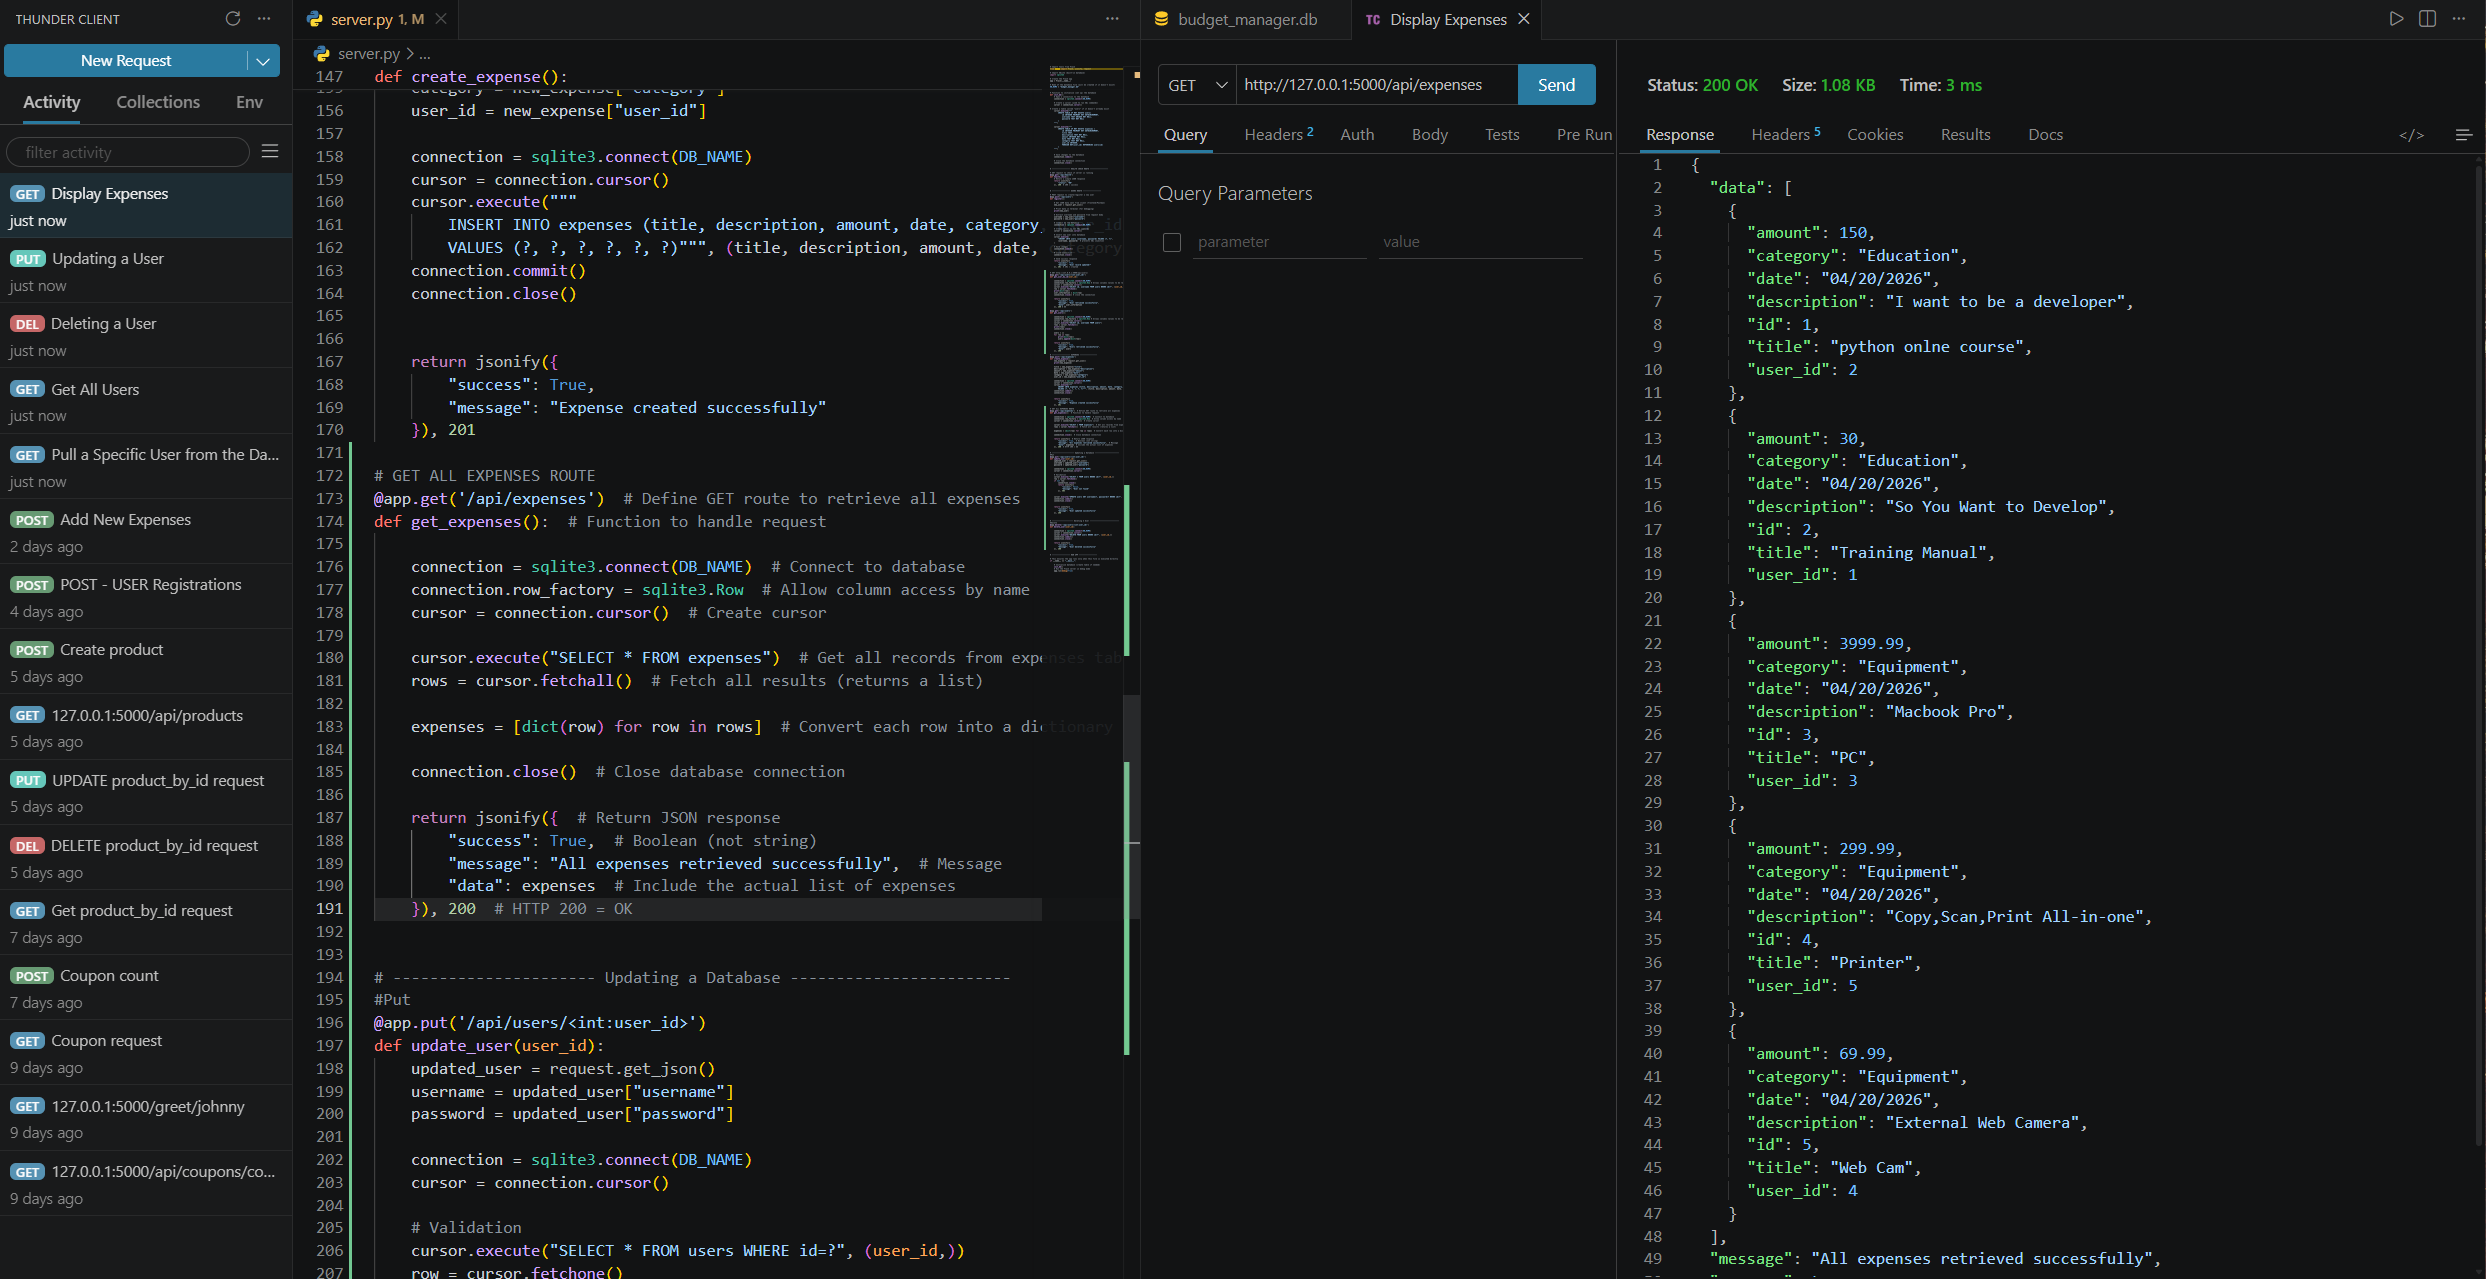 THUNDER CLIENT
New Request
Activity Collections Env
filter activity
GET Display Expenses
just now
PUT Updating a User
just now
DEL Deleting a User
just now
GET Get All Users
just now
GET Pull a Specific User from the Da...
just now
POST Add New Expenses
2 days ago
POST POST - USER Registrations
4 days ago
POST Create product
5 days ago
GET 127.0.0.1:5000/api/products
5 days ago
PUT UPDATE product_by_id request
5 days ago
DEL DELETE product_by_id request
5 days ago
GET Get product_by_id request
7 days ago
POST Coupon count
7 days ago
GET Coupon request
9 days ago
GET 127.0.0.1:5000/greet/johnny
9 days ago
GET 127.0.0.1:5000/api/coupons/co...
9 days ago
server.py 1, M
server.py > ...
147 def create_expense():
156 user_id = new_expense["user_id"]
157
158 connection = sqlite3.connect(DB_NAME)
159 cursor = connection.cursor()
160 cursor.execute("""
161 INSERT INTO expenses (title, description, amount, date, category,
162 VALUES (?, ?, ?, ?, ?, ?)""", (title, description, amount, date,
163 connection.commit()
164 connection.close()
165
166
167 return jsonify({
168 "success": True,
169 "message": "Expense created successfully"
170 }), 201
171
172 # GET ALL EXPENSES ROUTE
173 @app.get('/api/expenses')  # Define GET route to retrieve all expenses
174 def get_expenses():  # Function to handle request
175
176 connection = sqlite3.connect(DB_NAME)  # Connect to database
177 connection.row_factory = sqlite3.Row  # Allow column access by name
178 cursor = connection.cursor()  # Create cursor
179
180 cursor.execute("SELECT * FROM expenses")  # Get all records from expenses tab
181 rows = cursor.fetchall()  # Fetch all results (returns a list)
182
183 expenses = [dict(row) for row in rows]  # Convert each row into a dictionary
184
185 connection.close()  # Close database connection
186
187 return jsonify({  # Return JSON response
188 "success": True,  # Boolean (not string)
189 "message": "All expenses retrieved successfully",  # Message
190 "data": expenses  # Include the actual list of expenses
191 }), 200  # HTTP 200 = OK
192
193
194 # ---------------------- Updating a Database ------------------------
195 #Put
196 @app.put('/api/users/<int:user_id>')
197 def update_user(user_id):
198 updated_user = request.get_json()
199 username = updated_user["username"]
200 password = updated_user["password"]
201
202 connection = sqlite3.connect(DB_NAME)
203 cursor = connection.cursor()
204
205 # Validation
206 cursor.execute("SELECT * FROM users WHERE id=?", (user_id,))
207 row = cursor.fetchone()
budget_manager.db
TC Display Expenses
GET http://127.0.0.1:5000/api/expenses Send
Query Headers 2 Auth Body Tests Pre Run
Query Parameters
parameter value
Status: 200 OK Size: 1.08 KB Time: 3 ms
Response Headers 5 Cookies Results Docs </>
1 {
2 "data": [
3 {
4 "amount": 150,
5 "category": "Education",
6 "date": "04/20/2026",
7 "description": "I want to be a developer",
8 "id": 1,
9 "title": "python onlne course",
10 "user_id": 2
11 },
12 {
13 "amount": 30,
14 "category": "Education",
15 "date": "04/20/2026",
16 "description": "So You Want to Develop",
17 "id": 2,
18 "title": "Training Manual",
19 "user_id": 1
20 },
21 {
22 "amount": 3999.99,
23 "category": "Equipment",
24 "date": "04/20/2026",
25 "description": "Macbook Pro",
26 "id": 3,
27 "title": "PC",
28 "user_id": 3
29 },
30 {
31 "amount": 299.99,
32 "category": "Equipment",
33 "date": "04/20/2026",
34 "description": "Copy,Scan,Print All-in-one",
35 "id": 4,
36 "title": "Printer",
37 "user_id": 5
38 },
39 {
40 "amount": 69.99,
41 "category": "Equipment",
42 "date": "04/20/2026",
43 "description": "External Web Camera",
44 "id": 5,
45 "title": "Web Cam",
46 "user_id": 4
47 }
48 ],
49 "message": "All expenses retrieved successfully",